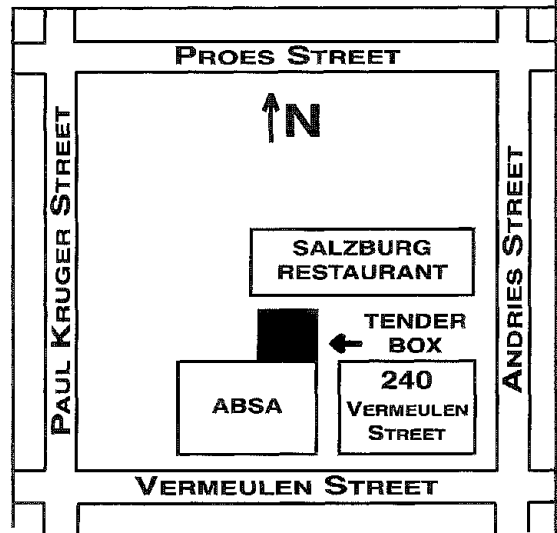 PROES STREET
N
PAUL KRUGER STREET
ANDRIES STREET
SALZBURG
RESTAURANT
TENDER
BOX
ABSA
240
VERMEULEN
STREET
VERMEULEN STREET